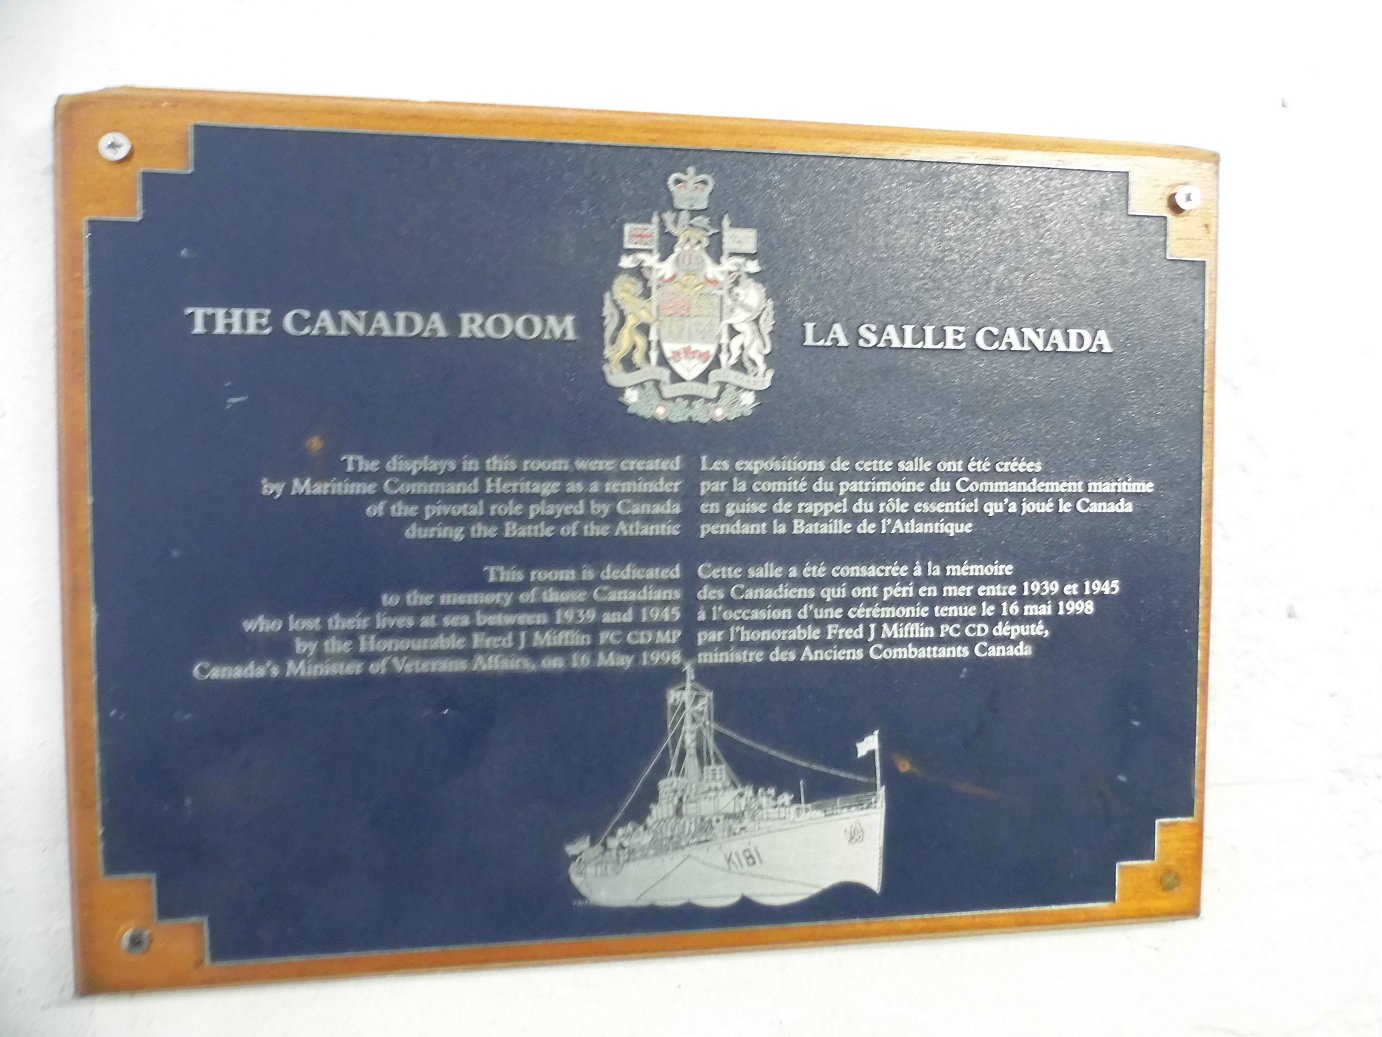 THE CANADA ROOM
The displays in this room were created
by Maritime Command Heritage as a reminder
of the pivotal role played by Canada
during the Battle of the Atlantic
This room is dedicated
to the memory of those Canadians
who lost their lives at sea between 1939 and 1945
by the Honourable Fred J Mifflin PC CD MP
Canada's Minister of Veterans Affairs, on 16 May 1998
LA SALLE CANADA
Les expositions de cette salle ont été créées
par la comité du patrimoine du Commandement maritime
en guise de rappel du rôle essentiel qu'a joué le Canada
pendant la Bataille de l'Atlantique
Cette salle a été consacrée à la mémoire
des Canadiens qui ont péri en mer entre 1939 et 1945
à l'occasion d'une cérémonie tenue le 16 mai 1998
par l'honorable Fred J Mifflin PC CD député,
ministre des Anciens Combattants Canada
K181